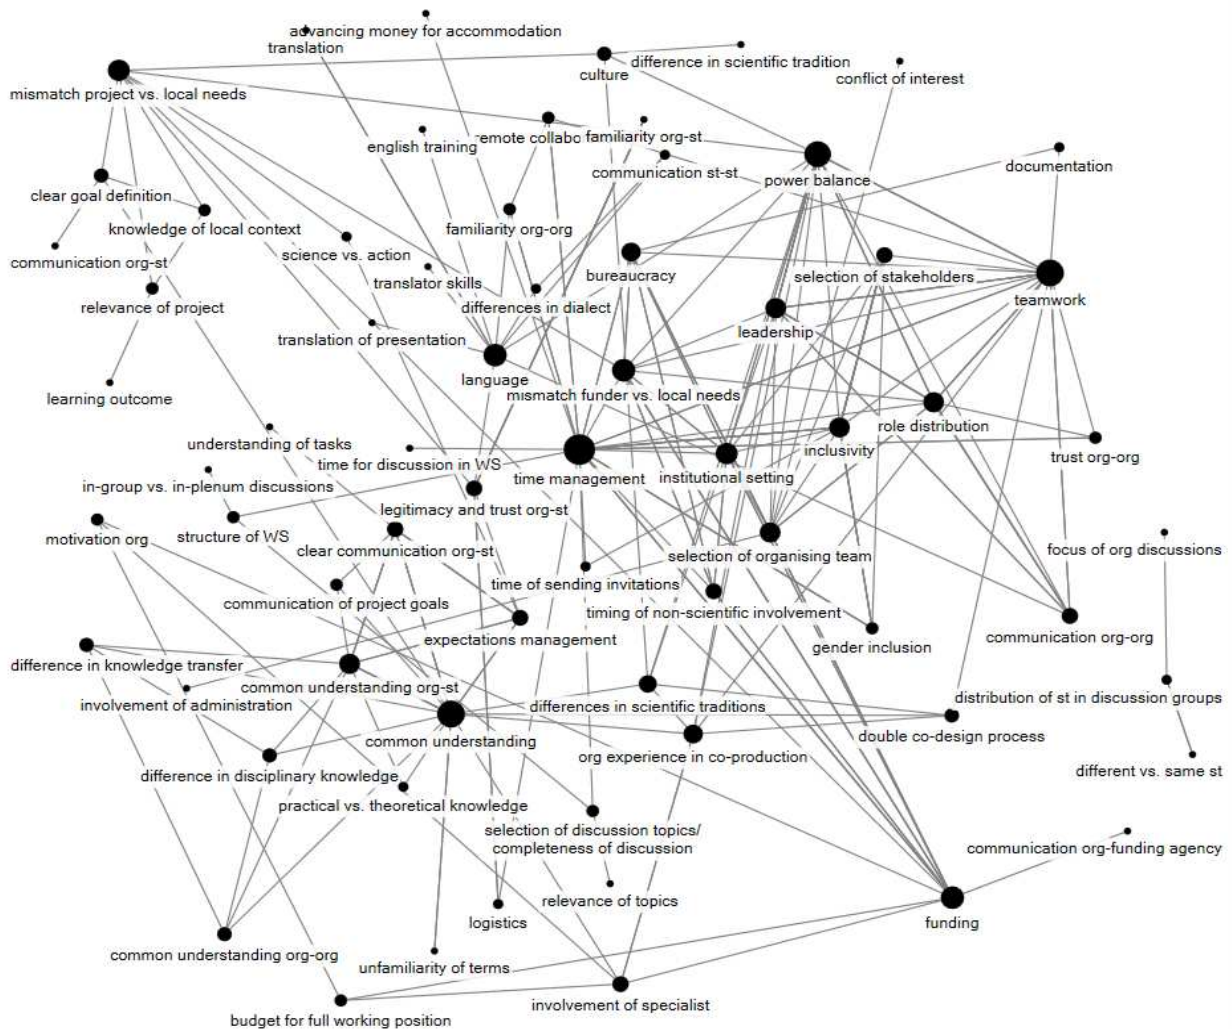 advancing money for accommodation
translation
culture
difference in scientific tradition
conflict of interest
mismatch project vs. local needs
english training
remote collabo
familiarity org-st
communication st-st
documentation
power balance
clear goal definition
knowledge of local context
familiarity org-org
communication org-st
science vs. action
bureaucracy
selection of stakeholders
translator skills
relevance of project
differences in dialect
teamwork
leadership
translation of presentation
language
learning outcome
mismatch funder vs. local needs
role distribution
understanding of tasks
inclusivity
trust org-org
time for discussion in WS
time management
institutional setting
in-group vs. in-plenum discussions
legitimacy and trust org-st
motivation org
structure of WS
clear communication org-st
selection of organising team
focus of org discussions
time of sending invitations
communication of project goals
timing of non-scientific involvement
expectations management
communication org-org
gender inclusion
difference in knowledge transfer
common understanding org-st
involvement of administration
differences in scientific traditions
distribution of st in discussion groups
common understanding
double co-design process
org experience in co-production
difference in disciplinary knowledge
different vs. same st
practical vs. theoretical knowledge
selection of discussion topics/
completeness of discussion
communication org-funding agency
relevance of topics
logistics
funding
common understanding org-org
unfamiliarity of terms
involvement of specialist
budget for full working position